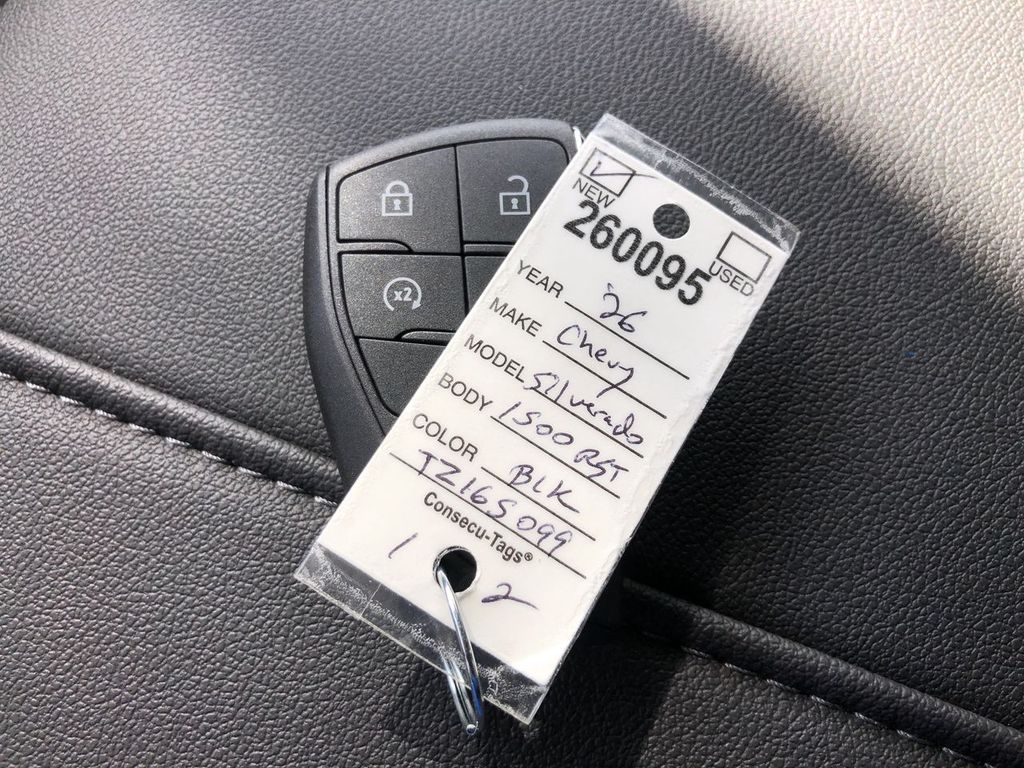 x2
NEW
260095
USED
YEAR '26
MAKE Chevy
MODEL Silverado
BODY 1500 RST
COLOR BLK
TZ165099
Consecu-Tags®
1 2